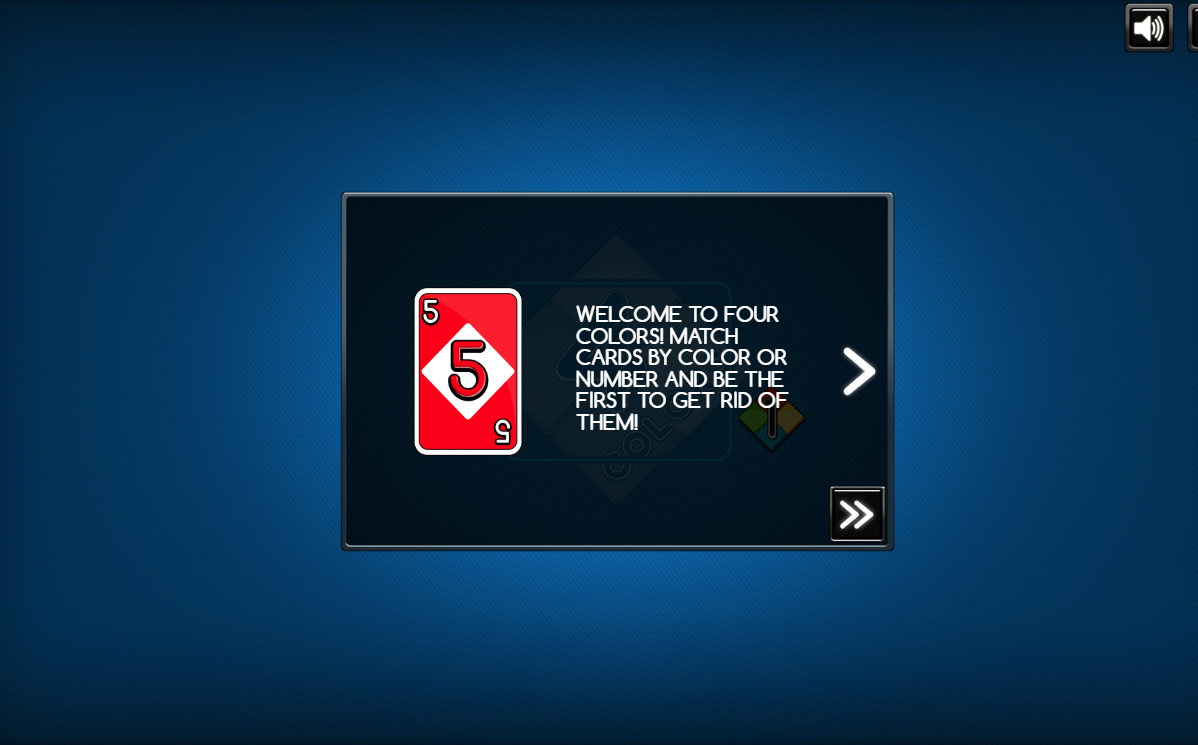 5
5
5
WELCOME TO FOUR
COLORS! MATCH
CARDS BY COLOR OR
NUMBER AND BE THE
FIRST TO GET RID OF
THEM!